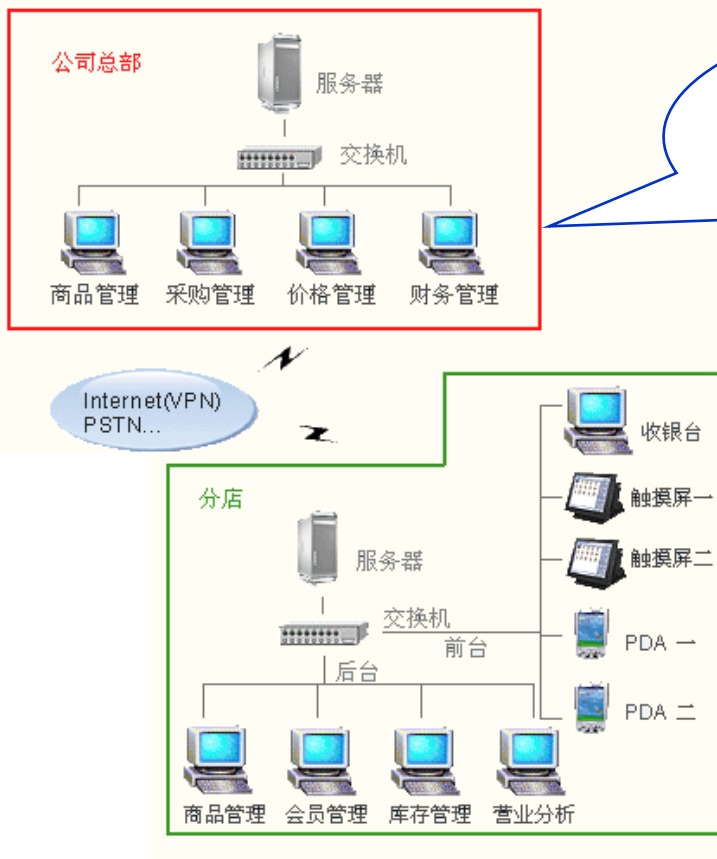 公司总部
服务器
交换机
商品管理 采购管理 价格管理 财务管理
Internet(VPN)
PSTN...
收银台
分店
触摸屏一
服务器
触摸屏二
交换机
前台
PDA 一
后台
PDA 二
商品管理 会员管理 库存管理 营业分析